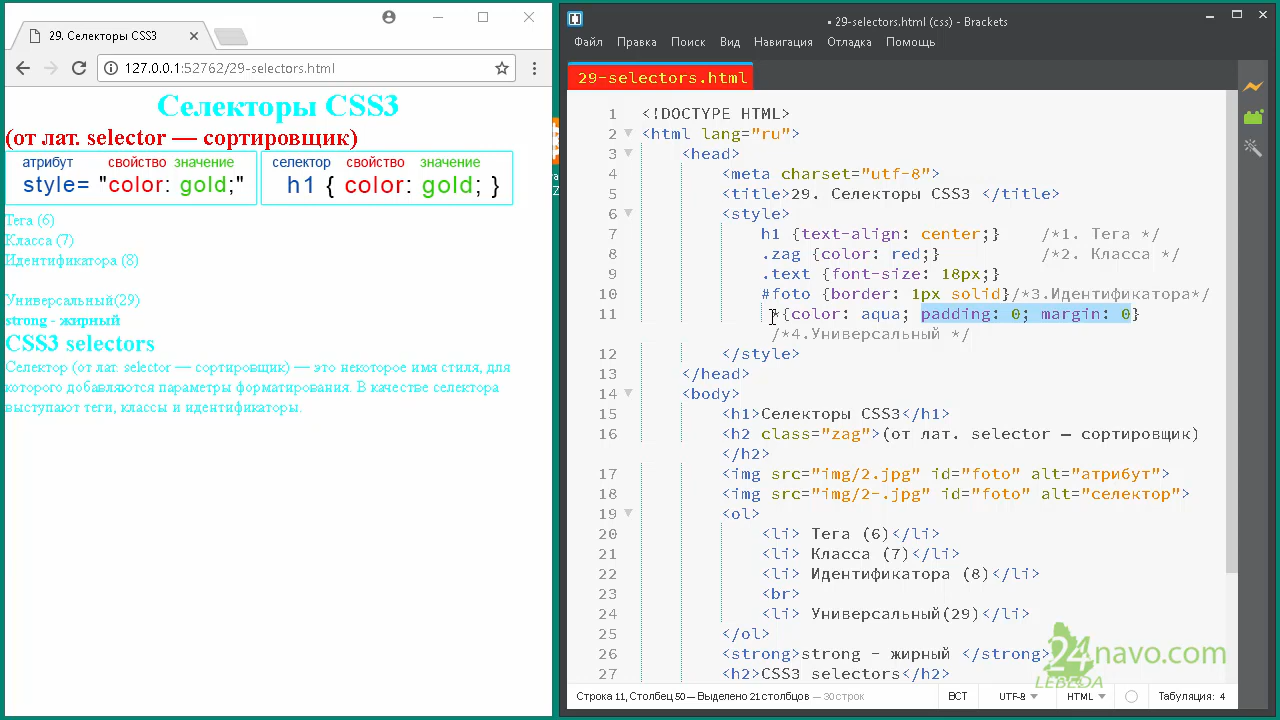 29. Селекторы CSS3
127.0.0.1:52762/29-selectors.html
Селекторы CSS3
(от лат. selector — сортировщик)
атрибут свойство значение
style= "color: gold;"
селектор свойство значение
h1 { color: gold; }
Тега (6)
Класса (7)
Идентификатора (8)
Универсальный(29)
strong - жирный
CSS3 selectors
Селектор (от лат. selector — сортировщик) — это некоторое имя стиля, для
которого добавляются параметры форматирования. В качестве селектора
выступают теги, классы и идентификаторы.
• 29-selectors.html (css) - Brackets
Файл Правка Поиск Вид Навигация Отладка Помощь
29-selectors.html
1 <!DOCTYPE HTML>
2 <html lang="ru">
3 <head>
4 <meta charset="utf-8">
5 <title>29. Селекторы CSS3 </title>
6 <style>
7 h1 {text-align: center;} /*1. Тега */
8 .zag {color: red;} /*2. Класса */
9 .text {font-size: 18px;}
10 #foto {border: 1px solid}/*3.Идентификатора*/
11 *{color: aqua; padding: 0; margin: 0}
/*4.Универсальный */
12 </style>
13 </head>
14 <body>
15 <h1>Селекторы CSS3</h1>
16 <h2 class="zag">(от лат. selector — сортировщик)
</h2>
17 <img src="img/2.jpg" id="foto" alt="атрибут">
18 <img src="img/2-.jpg" id="foto" alt="селектор">
19 <ol>
20 <li> Тега (6)</li>
21 <li> Класса (7)</li>
22 <li> Идентификатора (8)</li>
23 <br>
24 <li> Универсальный(29)</li>
25 </ol>
26 <strong>strong - жирный </strong>
27 <h2>CSS3 selectors</h2>
24navo.com
LEBEDA
Строка 11, Столбец 50 — Выделено 21 столбцов — 30 строк
ВСТ UTF-8 HTML Табуляция: 4